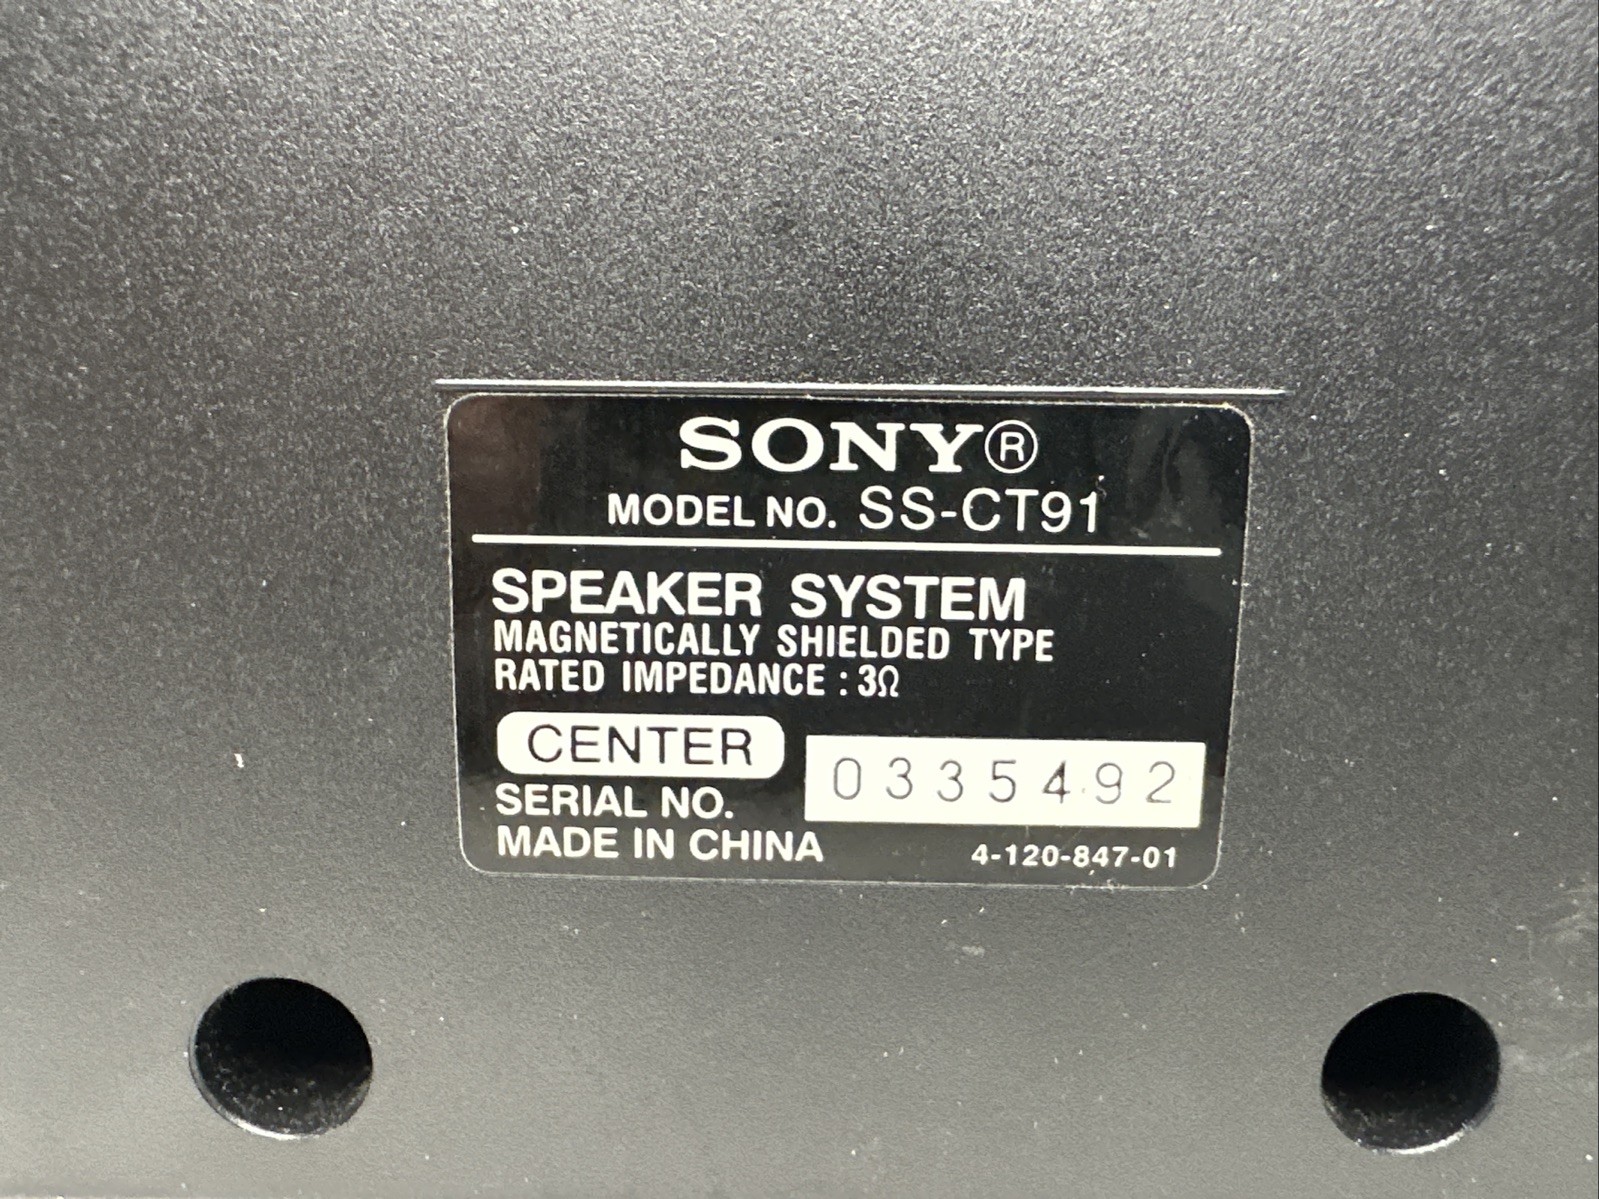 SONY®
MODEL NO. SS-CT91
SPEAKER SYSTEM
MAGNETICALLY SHIELDED TYPE
RATED IMPEDANCE : 3Ω
CENTER
0335492
SERIAL NO.
MADE IN CHINA
4-120-847-01